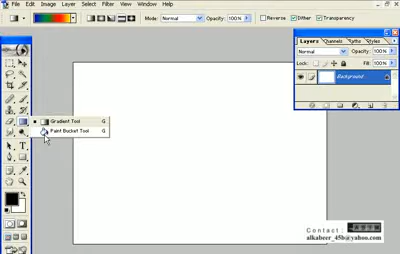 File Edit Image Layer Select Filter View Window Help
Mode: Normal Opacity: 100% Reverse Dither Transparency
Layers Channels Paths Styles
Normal Opacity: 100%
Lock: Fill: 100%
Background
Gradient Tool G
Paint Bucket Tool G
Contact:
alkabeer_45b@yahoo.com